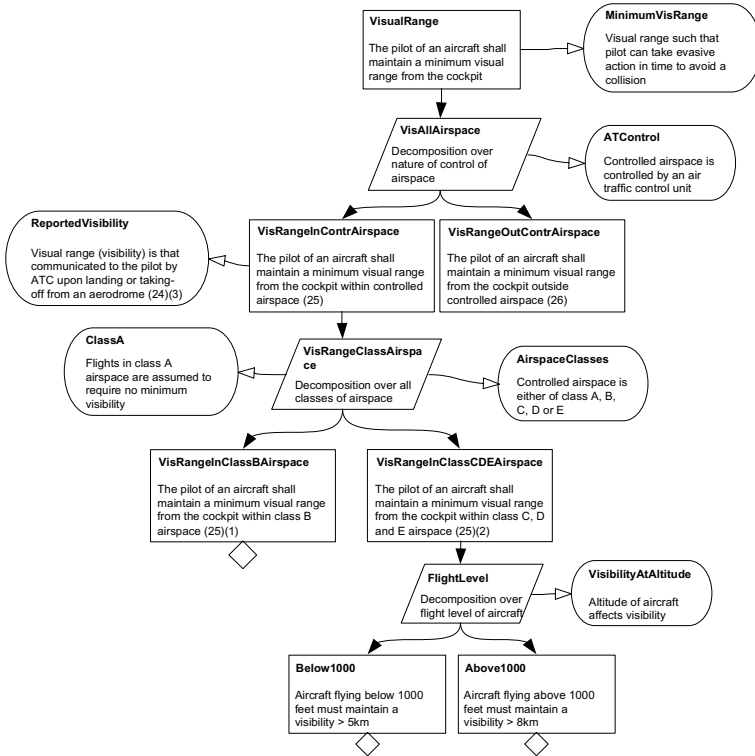 VisualRange
The pilot of an aircraft shall
maintain a minimum visual
range from the cockpit
MinimumVisRange
Visual range such that
pilot can take evasive
action in time to avoid a
collision
VisAllAirspace
Decomposition over
nature of control of
airspace
ATControl
Controlled airspace is
controlled by an air
traffic control unit
ReportedVisibility
Visual range (visibility) is that
communicated to the pilot by
ATC upon landing or taking-
off from an aerodrome (24)(3)
VisRangeInContrAirspace
The pilot of an aircraft shall
maintain a minimum visual range
from the cockpit within controlled
airspace (25)
VisRangeOutContrAirspace
The pilot of an aircraft shall
maintain a minimum visual range
from the cockpit outside
controlled airspace (26)
ClassA
Flights in class A
airspace are assumed to
require no minimum
visibility
VisRangeClassAirspa
ce
Decomposition over all
classes of airspace
AirspaceClasses
Controlled airspace is
either of class A, B,
C, D or E
VisRangeInClassBAirspace
The pilot of an aircraft shall
maintain a minimum visual range
from the cockpit within class B
airspace (25)(1)
VisRangeInClassCDEAirspace
The pilot of an aircraft shall
maintain a minimum visual range
from the cockpit within class C, D
and E airspace (25)(2)
FlightLevel
Decomposition over
flight level of aircraft
VisibilityAtAltitude
Altitude of aircraft
affects visibility
Below1000
Aircraft flying below 1000
feet must maintain a
visibility > 5km
Above1000
Aircraft flying above 1000
feet must maintain a
visibility > 8km